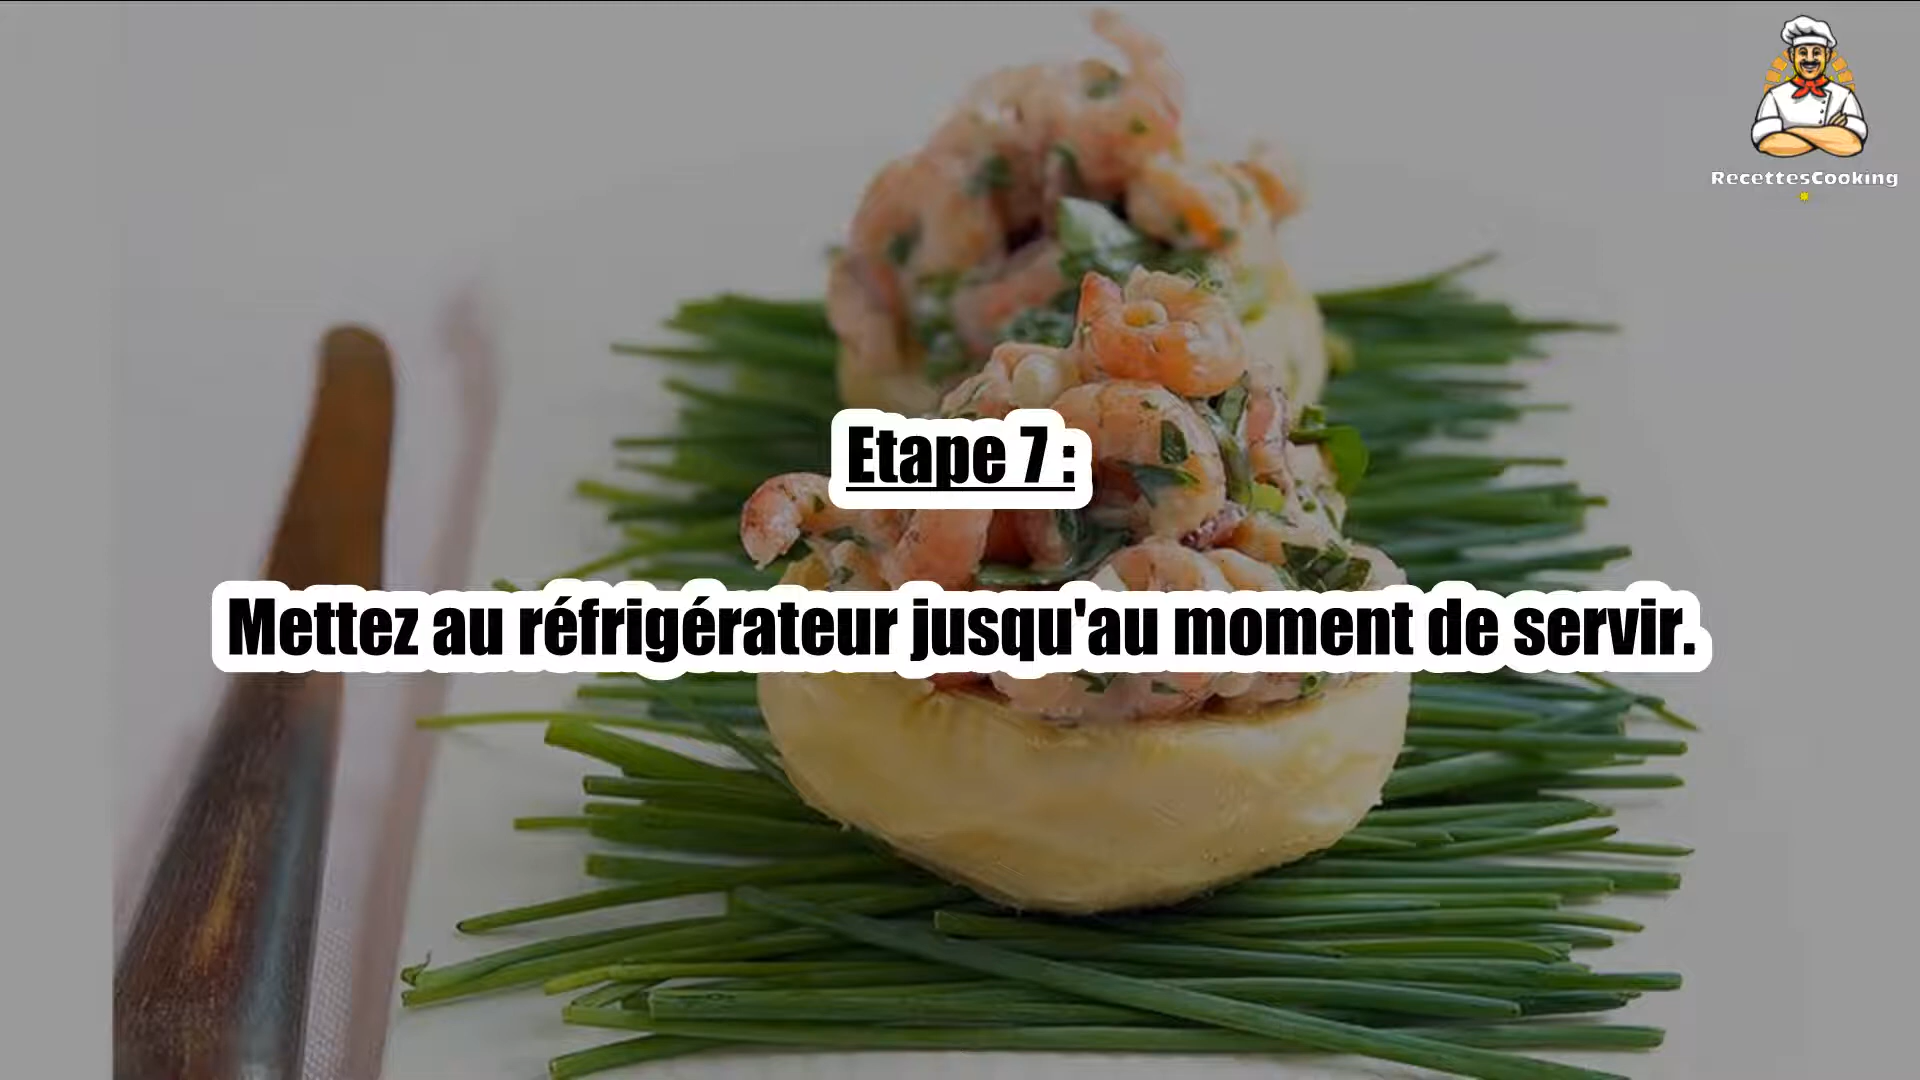 RecettesCooking
Etape 7 :
Mettez au réfrigérateur jusqu'au moment de servir.